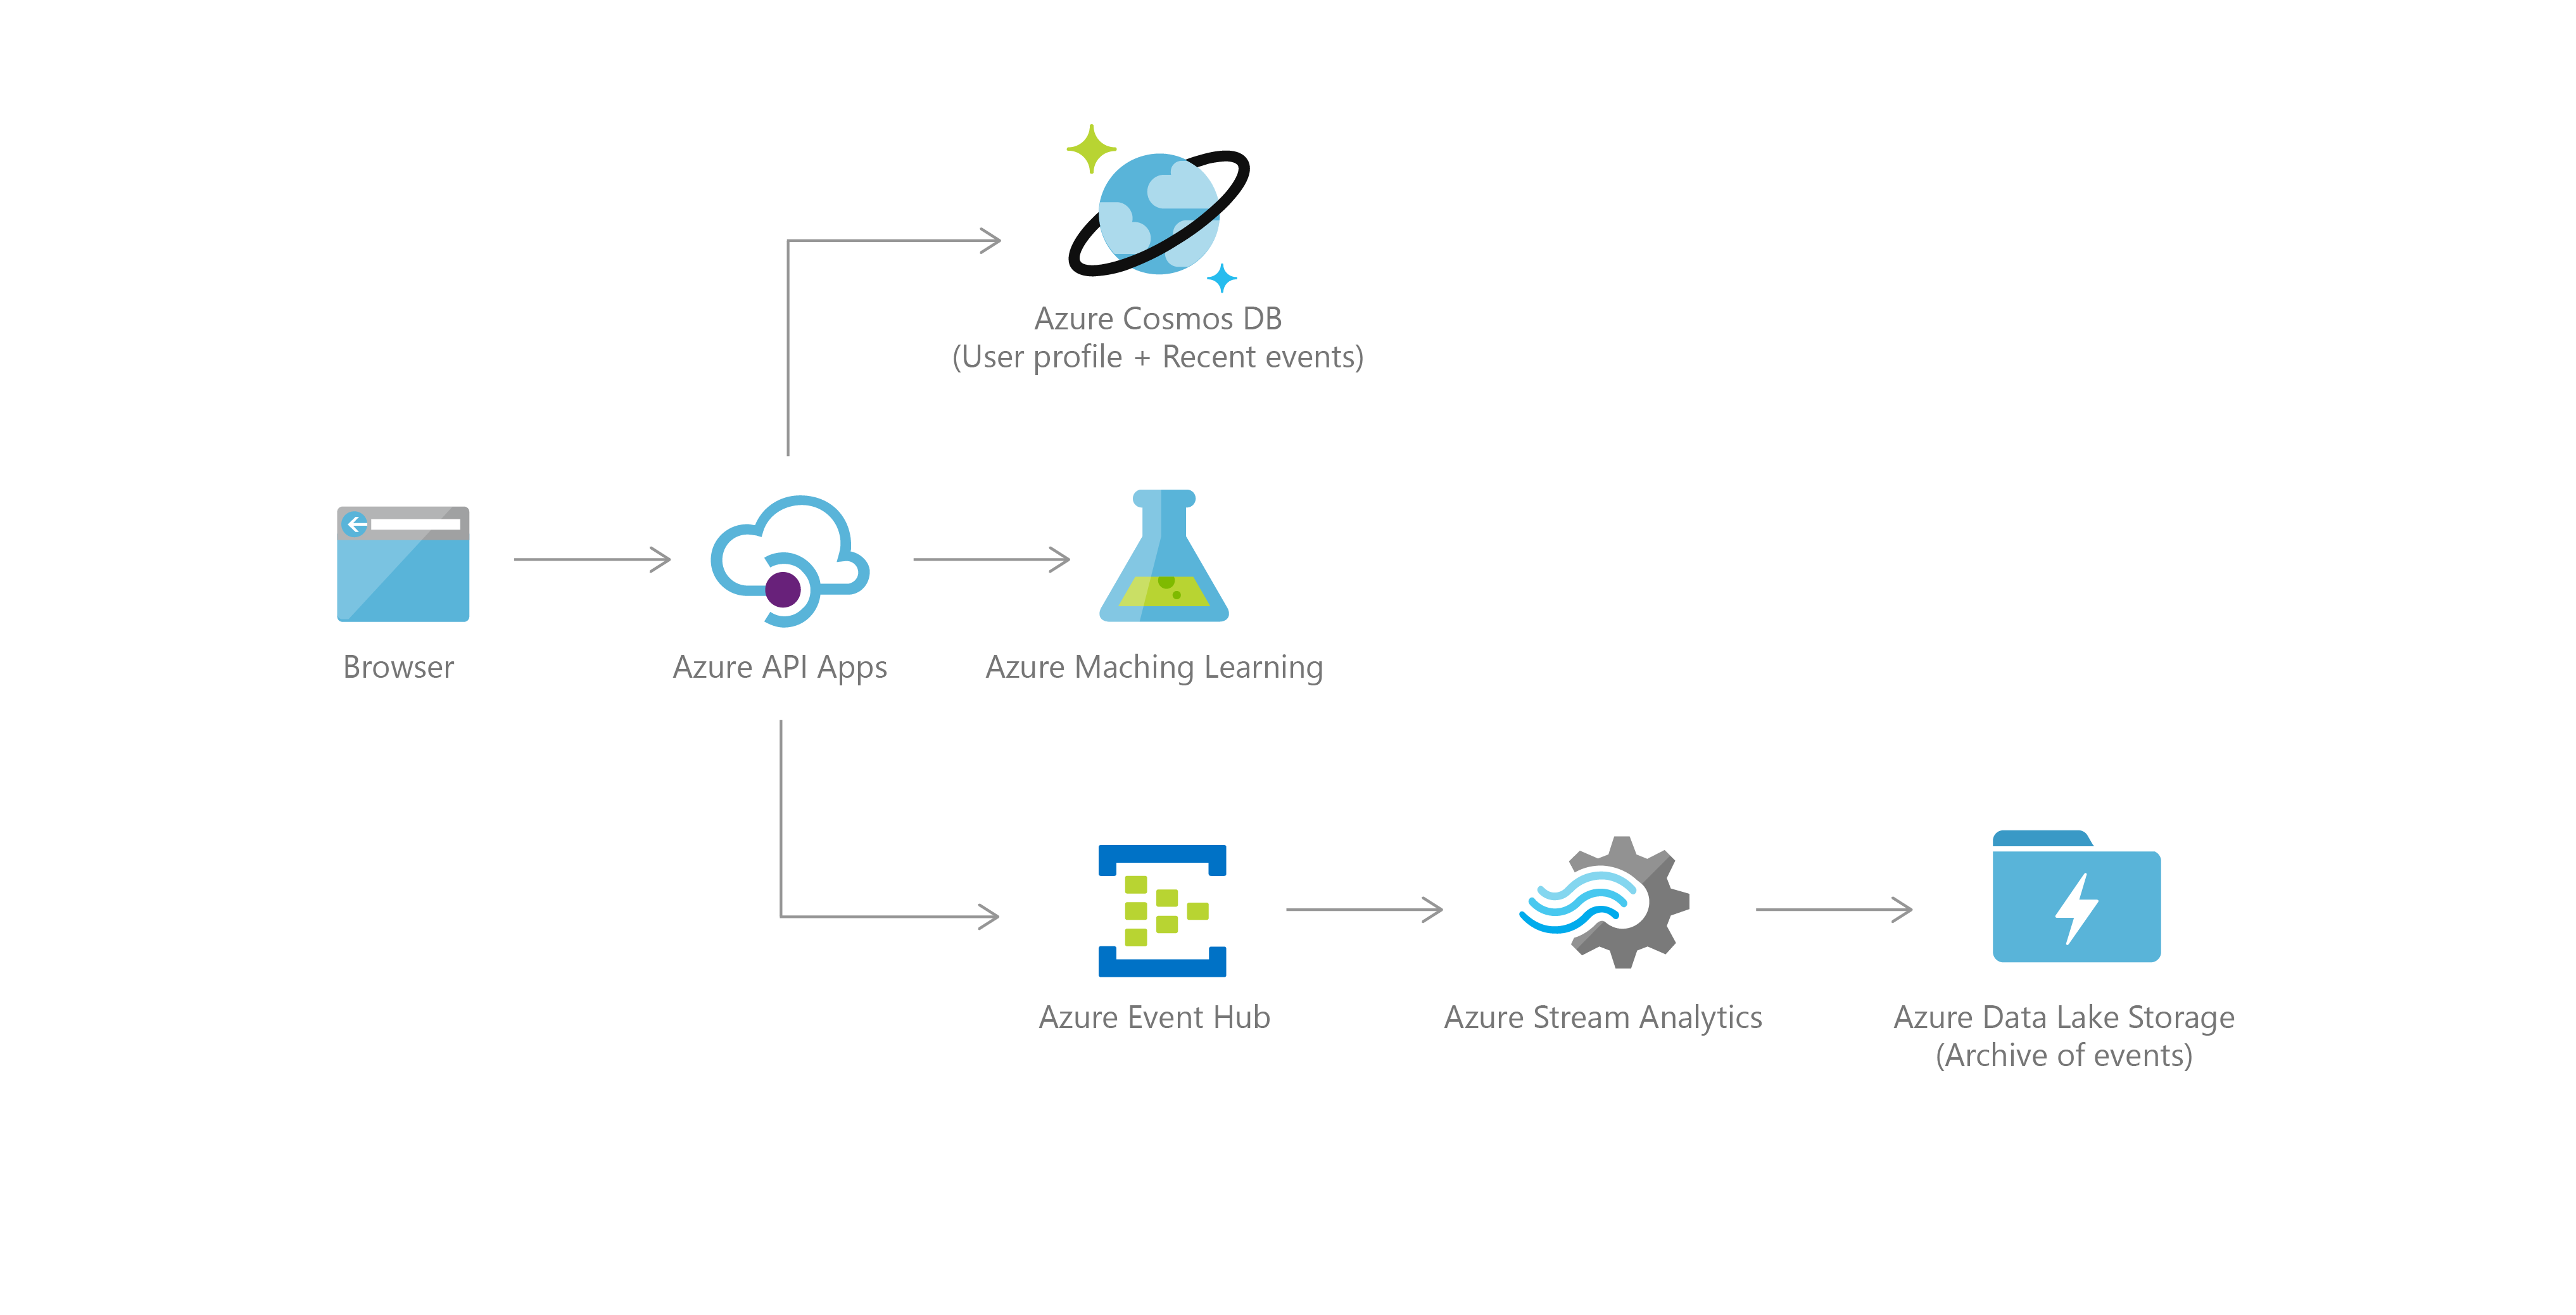 Azure Cosmos DB
(User profile + Recent events)
Browser
Azure API Apps
Azure Maching Learning
Azure Event Hub
Azure Stream Analytics
Azure Data Lake Storage
(Archive of events)